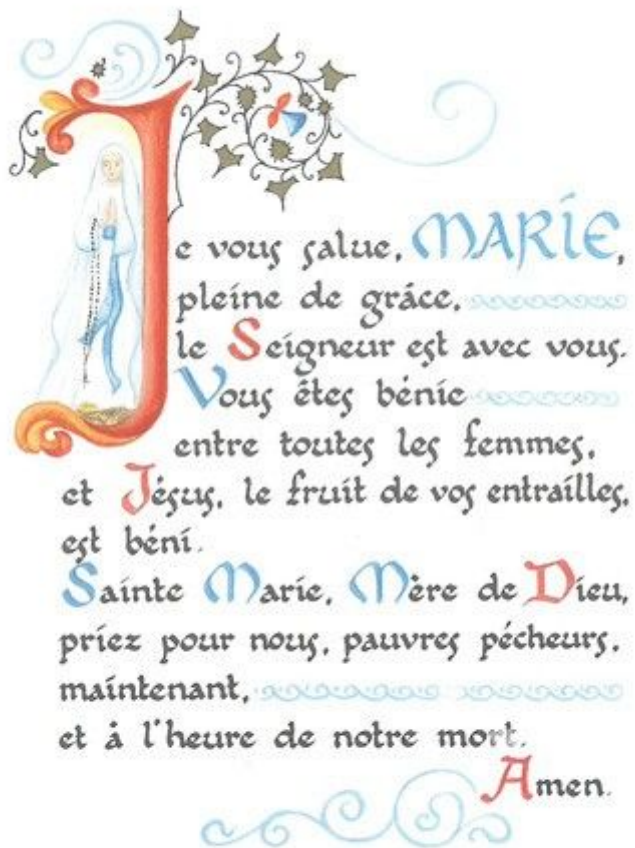 Je vous salue, MARIE,
pleine de grâce,
le Seigneur est avec vous.
Vous êtes bénie
entre toutes les femmes,
et Jésus, le fruit de vos entrailles,
est béni.
Sainte Marie, Mère de Dieu,
priez pour nous, pauvres pécheurs,
maintenant,
et à l'heure de notre mort.
Amen.